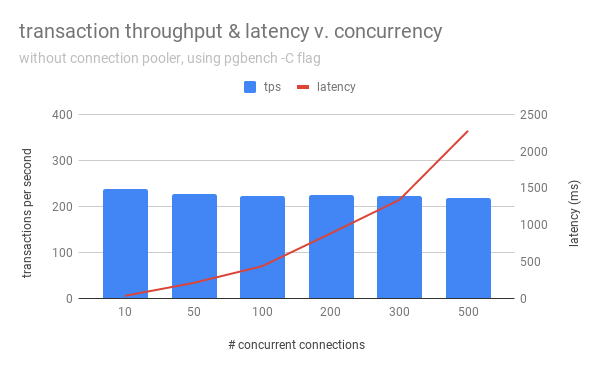 transaction throughput & latency v. concurrency
without connection pooler, using pgbench -C flag
tps latency
400 2500
300 2000
200 1500
100 1000
0 500
0
transactions per second
latency (ms)
10 50 100 200 300 500
# concurrent connections